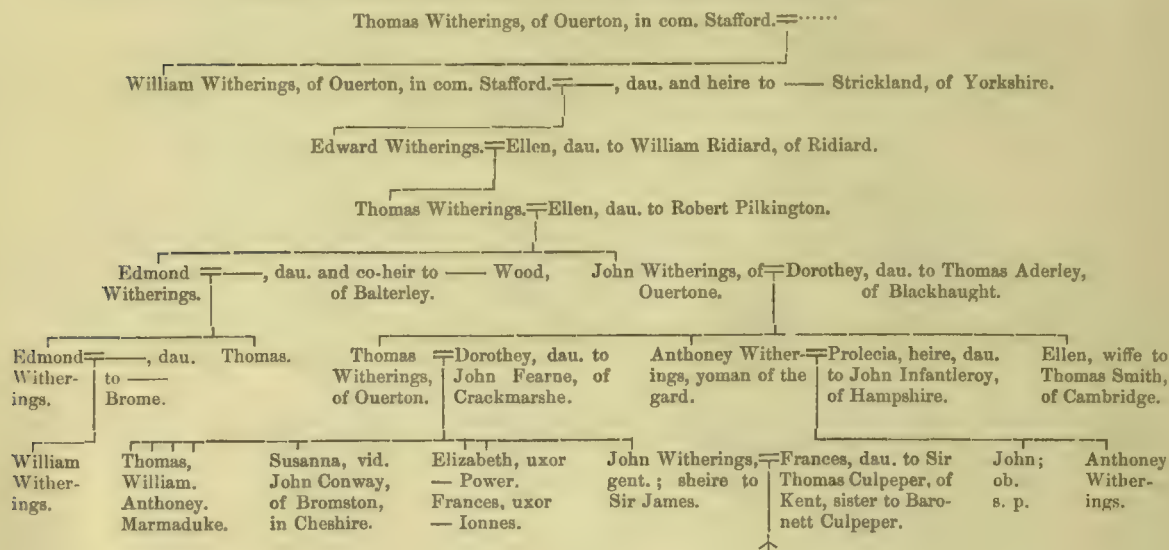 Thomas Witherings, of Ouerton, in com. Stafford.=······
William Witherings, of Ouerton, in com. Stafford.=——, dau. and heire to —— Strickland, of Yorkshire.
Edward Witherings.=Ellen, dau. to William Ridiard, of Ridiard.
Thomas Witherings.=Ellen, dau. to Robert Pilkington.
Edmond
Witherings.
=——, dau. and co-heir to —— Wood,
of Balterley.
John Witherings, of
Ouertone.
=Dorothey, dau. to Thomas Aderley,
of Blackhaught.
Edmond
Wither-
ings.
=——, dau.
to ——
Brome.
Thomas.
Thomas
Witherings,
of Ouerton.
=Dorothey, dau. to
John Fearne, of
Crackmarshe.
Anthoney Wither-
ings, yoman of the
gard.
=Prolecia, heire, dau.
to John Infantleroy,
of Hampshire.
Ellen, wiffe to
Thomas Smith,
of Cambridge.
William
Wither-
ings.
Thomas,
William.
Anthoney.
Marmaduke.
Susanna, vid.
John Conway,
of Bromston,
in Cheshire.
Elizabeth, uxor
— Power.
Frances, uxor
— Ionnes.
John Witherings,
gent.; sheire to
Sir James.
=Frances, dau. to Sir
Thomas Culpeper, of
Kent, sister to Baro-
nett Culpeper.
John;
ob.
s. p.
Anthoney
Wither-
ings.